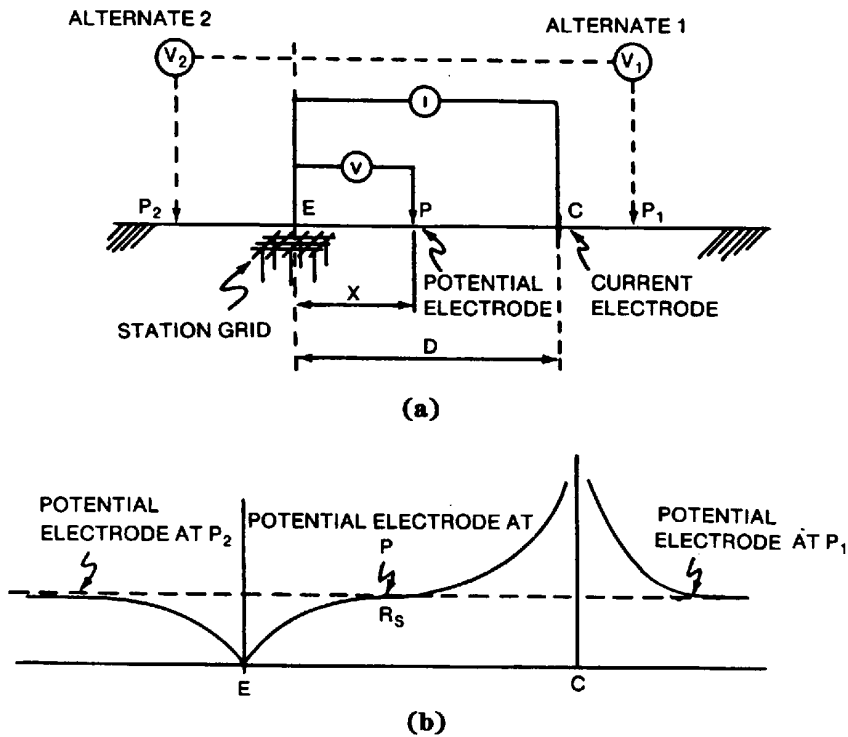 ALTERNATE 2
ALTERNATE 1
V2
V1
I
V
P2
E
P
C
P1
POTENTIAL
ELECTRODE
CURRENT
ELECTRODE
X
STATION GRID
D
(a)
POTENTIAL
ELECTRODE AT P2
POTENTIAL ELECTRODE AT
P
POTENTIAL
ELECTRODE AT P1
RS
E
C
(b)